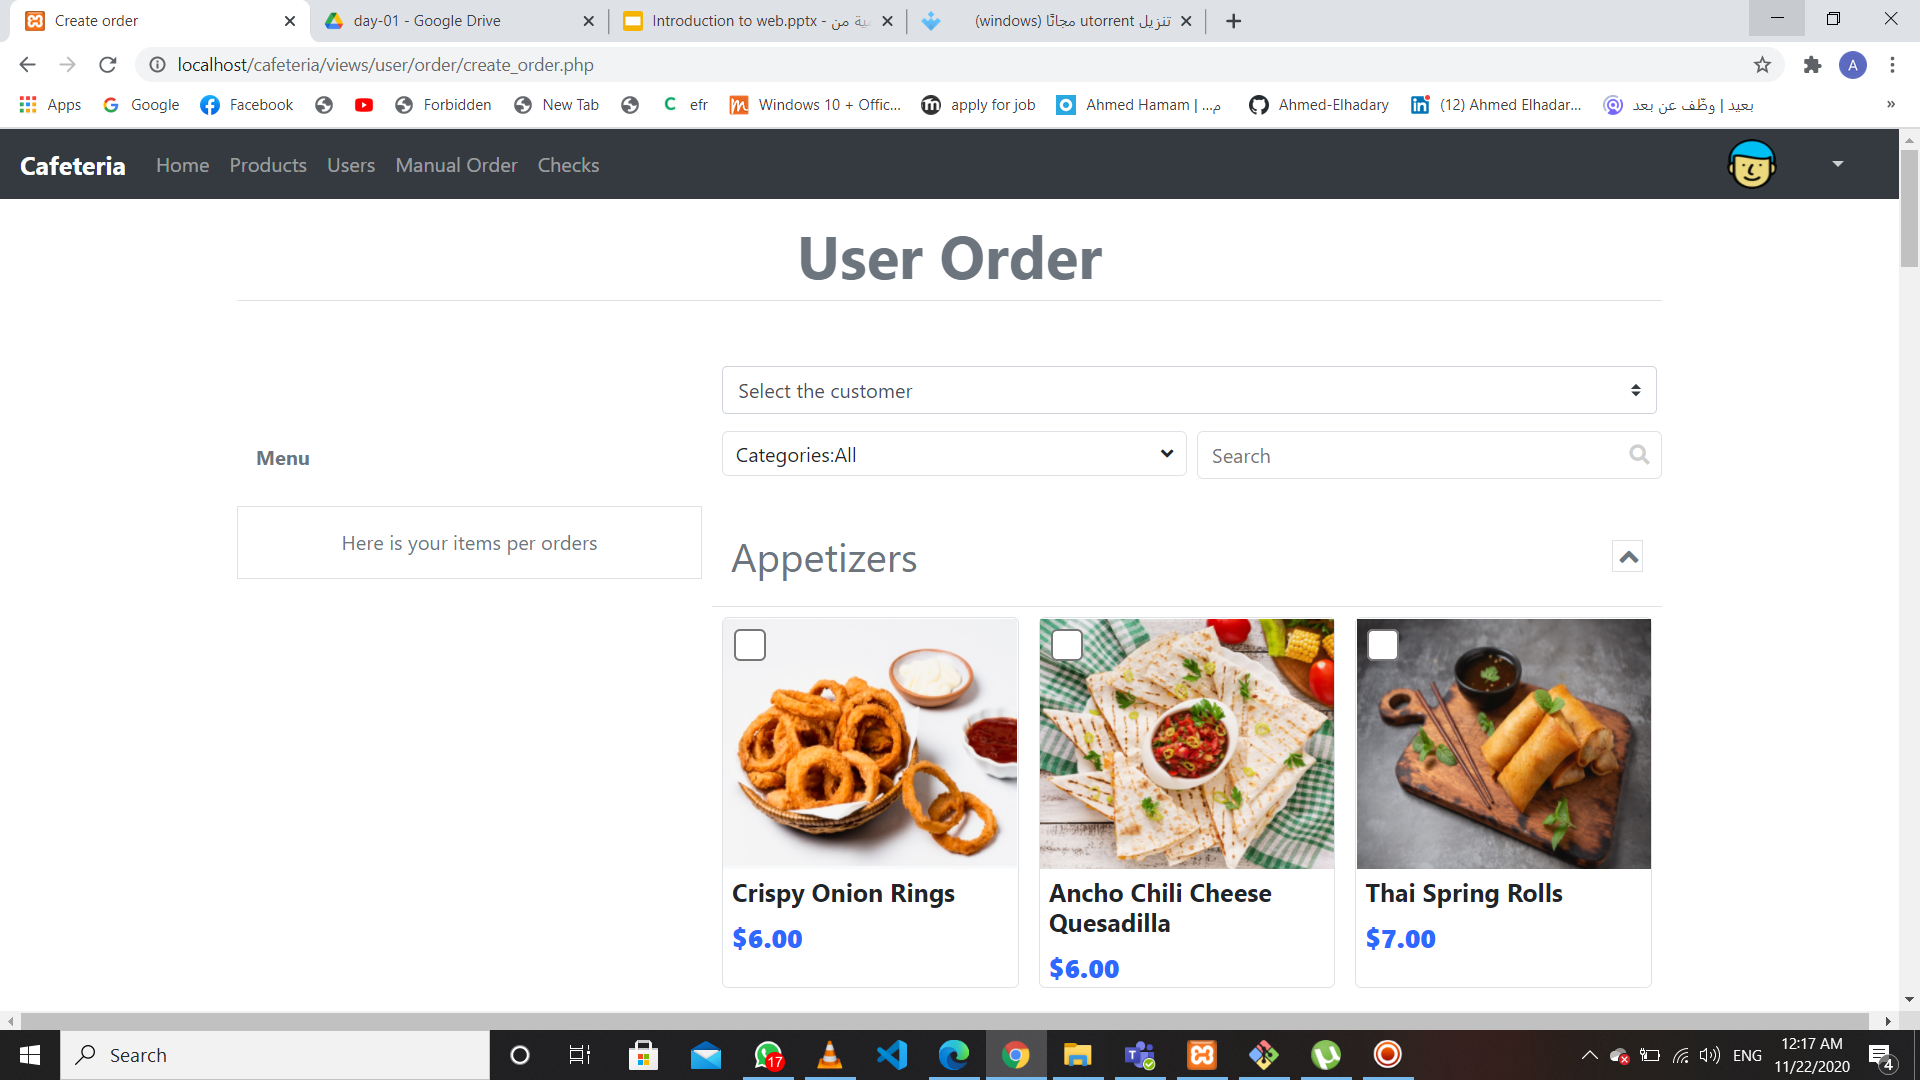 Create order
day-01 - Google Drive
Introduction to web.pptx - ية من
تنزيل utorrent مجانًا (windows)
localhost/cafeteria/views/user/order/create_order.php
A
Apps
Google
Facebook
Forbidden
New Tab
efr
Windows 10 + Offic...
apply for job
Ahmed Hamam | ...م
Ahmed-Elhadary
(12) Ahmed Elhadar...
بعيد | وظّف عن بعد
»
Cafeteria
Home
Products
Users
Manual Order
Checks
User Order
Select the customer
Menu
Categories:All
Search
Here is your items per orders
Appetizers
Crispy Onion Rings
$6.00
Ancho Chili Cheese
Quesadilla
$6.00
Thai Spring Rolls
$7.00
Search
17
ENG
12:17 AM
11/22/2020
4